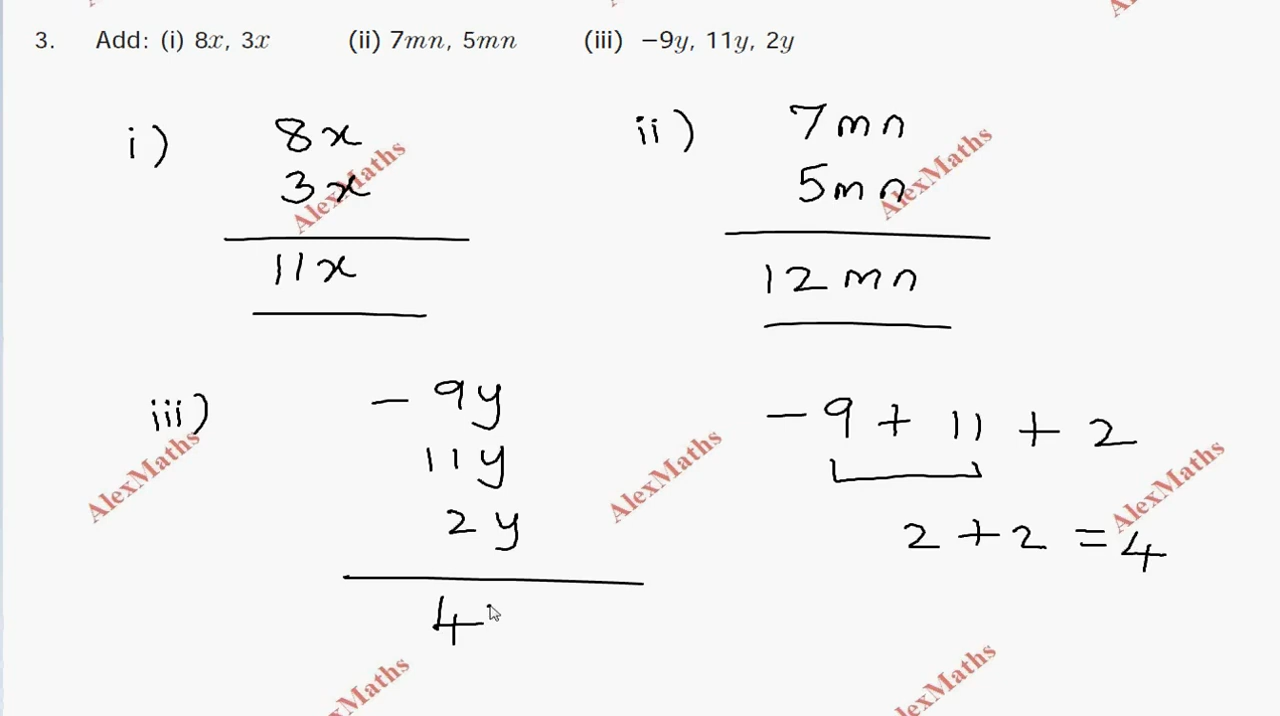 3. Add: (i) 8x, 3x (ii) 7mn, 5mn (iii) −9y, 11y, 2y
i) 8x
3x
11x
ii) 7mn
5mn
12mn
iii) − 9y
11y
2y
4
− 9 + 11 + 2
2 + 2 = 4
AlexMaths
AlexMaths
AlexMaths
AlexMaths
AlexMaths
AlexMaths
lexMaths